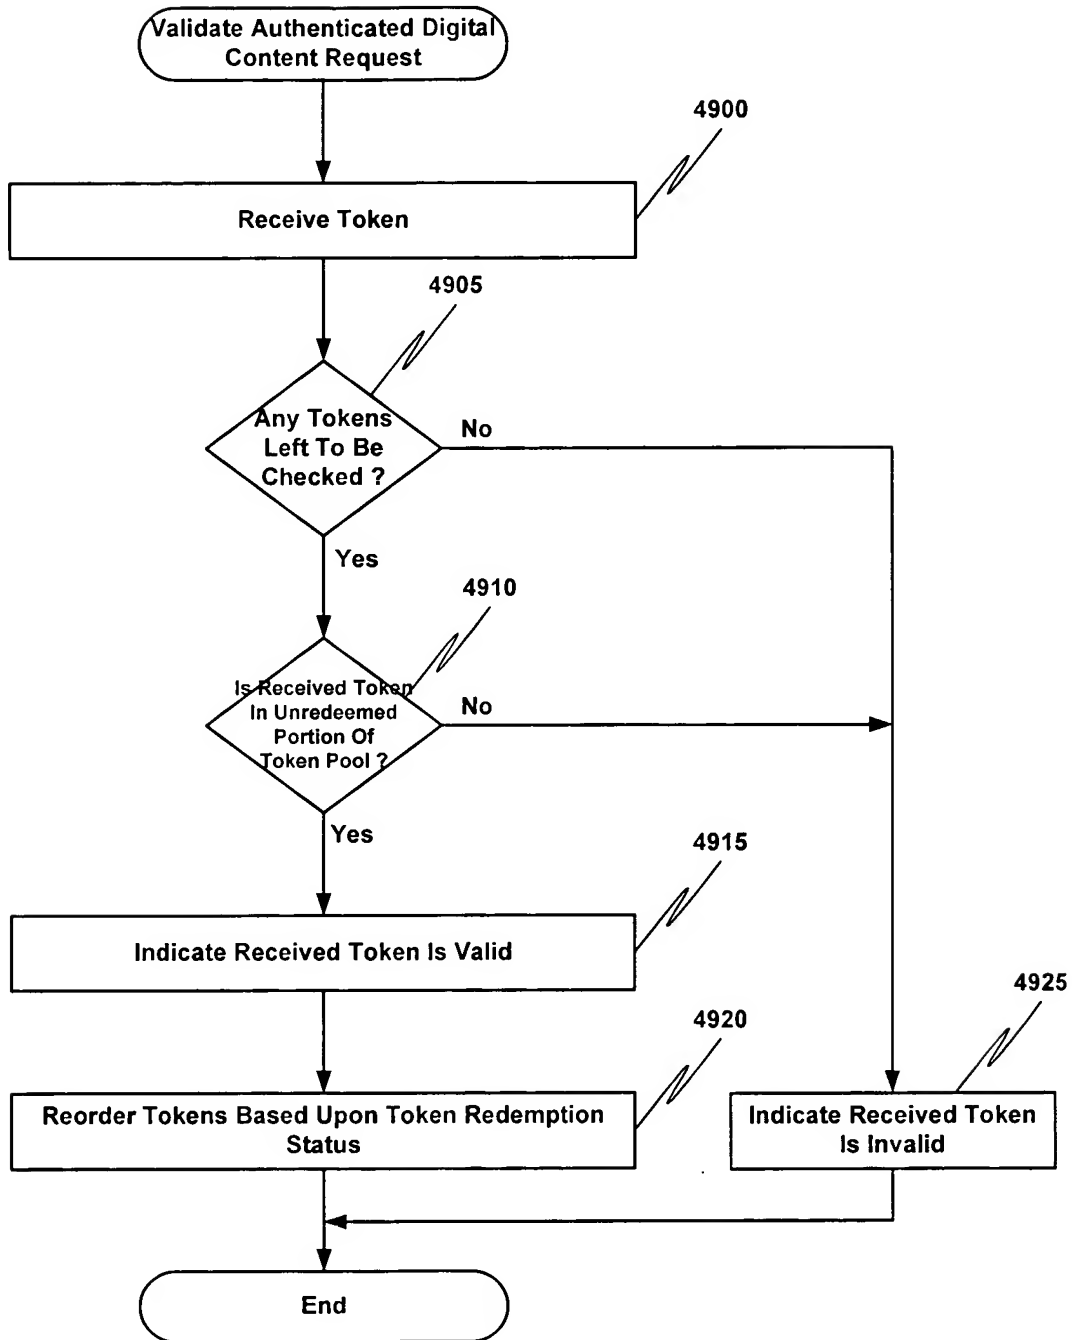 Validate Authenticated Digital
Content Request
4900
Receive Token
4905
Any Tokens
Left To Be
Checked ?
No
Yes
4910
Is Received Token
In Unredeemed
Portion Of
Token Pool ?
No
Yes
4915
Indicate Received Token Is Valid
4920
Reorder Tokens Based Upon Token Redemption
Status
4925
Indicate Received Token
Is Invalid
End